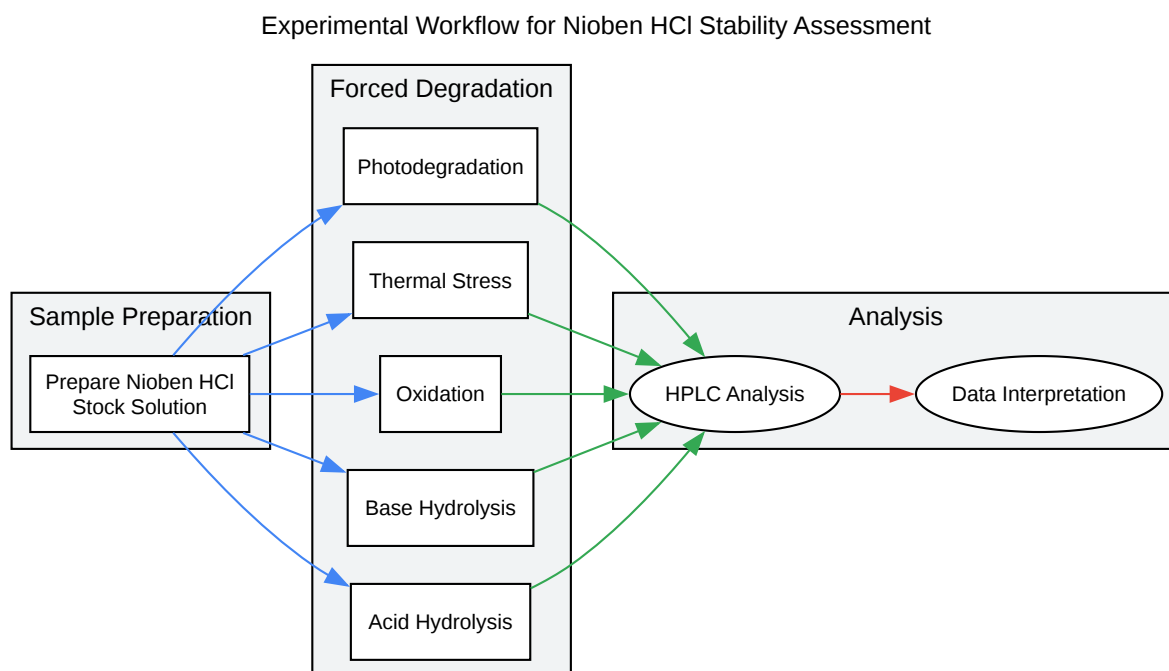 Experimental Workflow for Nioben HCl Stability Assessment
Sample Preparation
Prepare Nioben HCl
Stock Solution
Forced Degradation
Photodegradation
Thermal Stress
Oxidation
Base Hydrolysis
Acid Hydrolysis
Analysis
HPLC Analysis
Data Interpretation